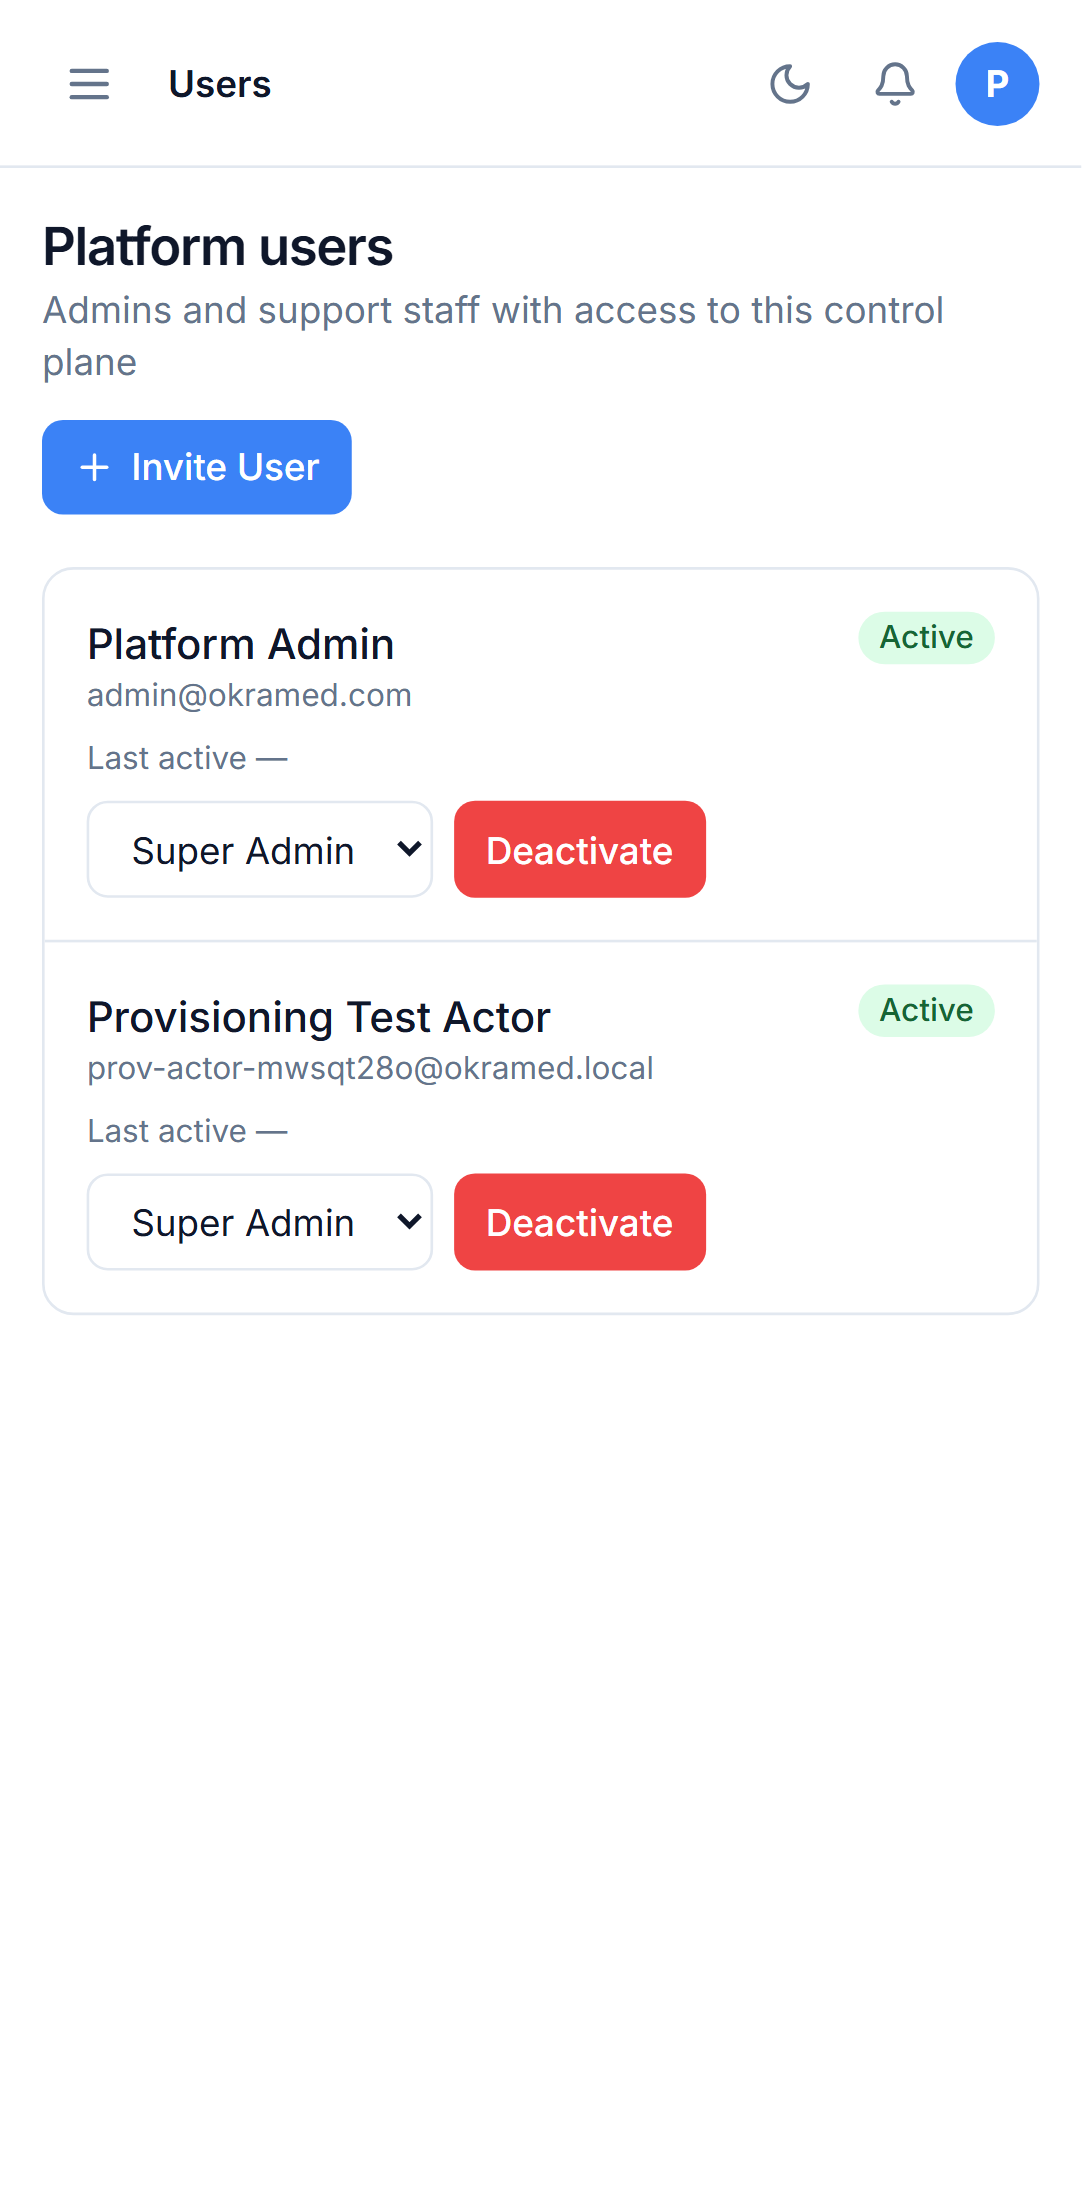 Users
P
Platform users
Admins and support staff with access to this control
plane
Invite User
Platform Admin
Active
admin@okramed.com
Last active —
Super Admin
Deactivate
Provisioning Test Actor
Active
prov-actor-mwsqt28o@okramed.local
Last active —
Super Admin
Deactivate